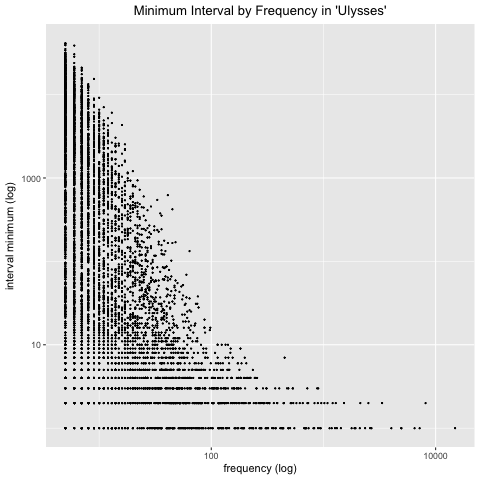 Minimum Interval by Frequency in 'Ulysses'
interval minimum (log)
1000
10
100
10000
frequency (log)